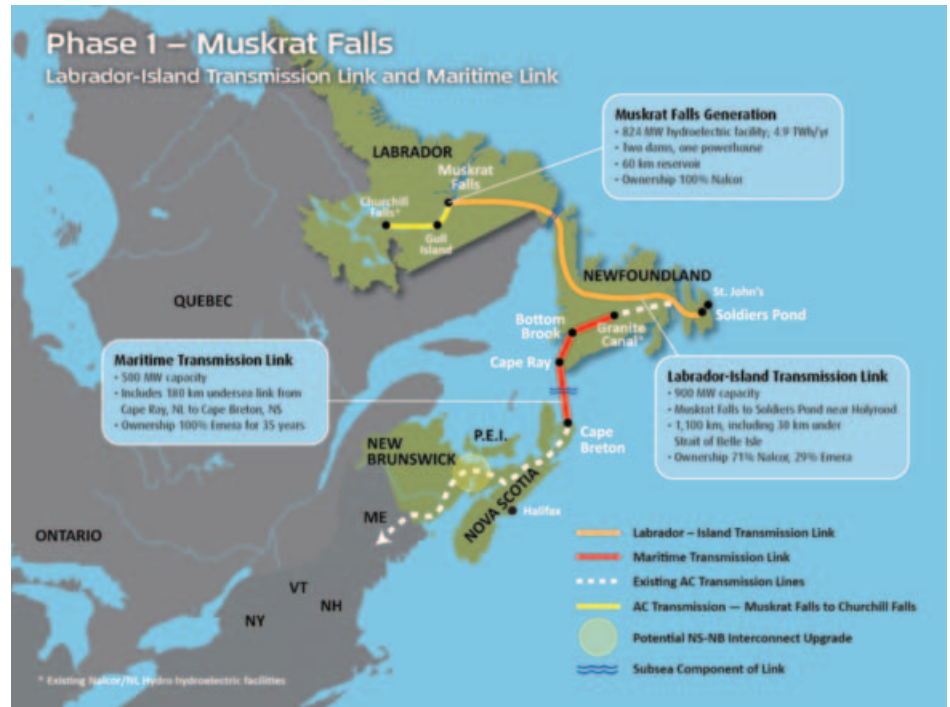 Phase 1 – Muskrat Falls
Labrador-Island Transmission Link and Maritime Link
Muskrat Falls Generation
• 824 MW hydroelectric facility; 4.9 TWh/yr
• Two dams, one powerhouse
• 60 km reservoir
• Ownership 100% Nalcor
LABRADOR
Muskrat
Falls
Churchill
Falls*
Gull
Island
QUEBEC
NEWFOUNDLAND
St. John's
Soldiers Pond
Bottom
Brook
Granite
Canal*
Cape Ray
Maritime Transmission Link
• 500 MW capacity
• Includes 180 km undersea link from
Cape Ray, NL to Cape Breton, NS
• Ownership 100% Emera for 35 years
Labrador-Island Transmission Link
• 900 MW capacity
• Muskrat Falls to Soldiers Pond near Holyrood
• 1,100 km, including 30 km under
Strait of Belle Isle
• Ownership 71% Nalcor, 29% Emera
P.E.I.
Cape
Breton
NEW
BRUNSWICK
NOVA SCOTIA
Halifax
ME
ONTARIO
VT
NH
NY
Labrador – Island Transmission Link
Maritime Transmission Link
Existing AC Transmission Lines
AC Transmission — Muskrat Falls to Churchill Falls
Potential NS-NB Interconnect Upgrade
Subsea Component of Link
* Existing Nalcor/NL Hydro hydroelectric facilities